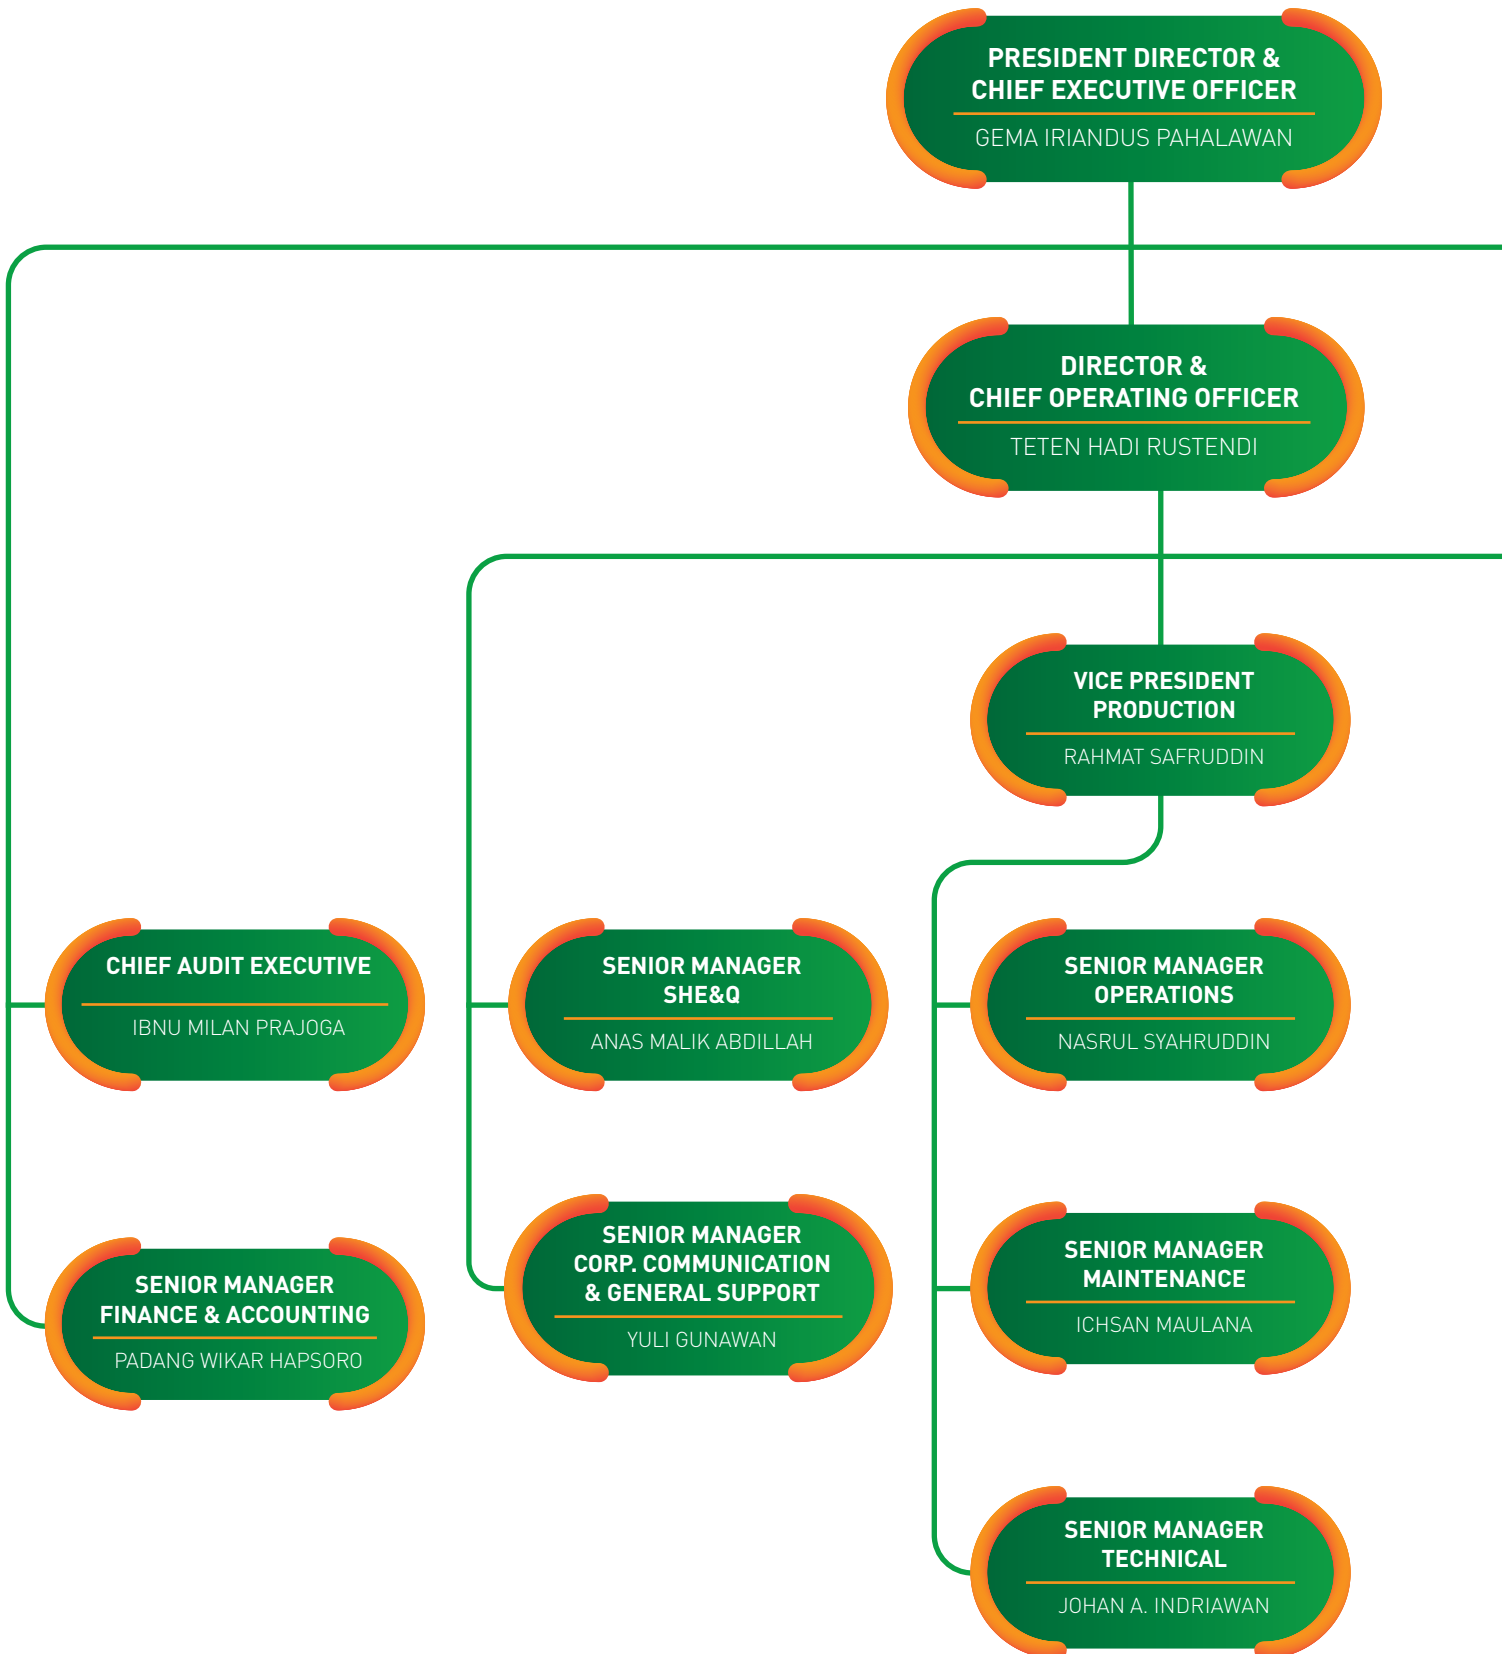 PRESIDENT DIRECTOR &
CHIEF EXECUTIVE OFFICER
GEMA IRIANDUS PAHALAWAN
DIRECTOR &
CHIEF OPERATING OFFICER
TETEN HADI RUSTENDI
VICE PRESIDENT
PRODUCTION
RAHMAT SAFRUDDIN
CHIEF AUDIT EXECUTIVE
IBNU MILAN PRAJOGA
SENIOR MANAGER
SHE&Q
ANAS MALIK ABDILLAH
SENIOR MANAGER
OPERATIONS
NASRUL SYAHRUDDIN
SENIOR MANAGER
FINANCE & ACCOUNTING
PADANG WIKAR HAPSORO
SENIOR MANAGER
CORP. COMMUNICATION
& GENERAL SUPPORT
YULI GUNAWAN
SENIOR MANAGER
MAINTENANCE
ICHSAN MAULANA
SENIOR MANAGER
TECHNICAL
JOHAN A. INDRIAWAN